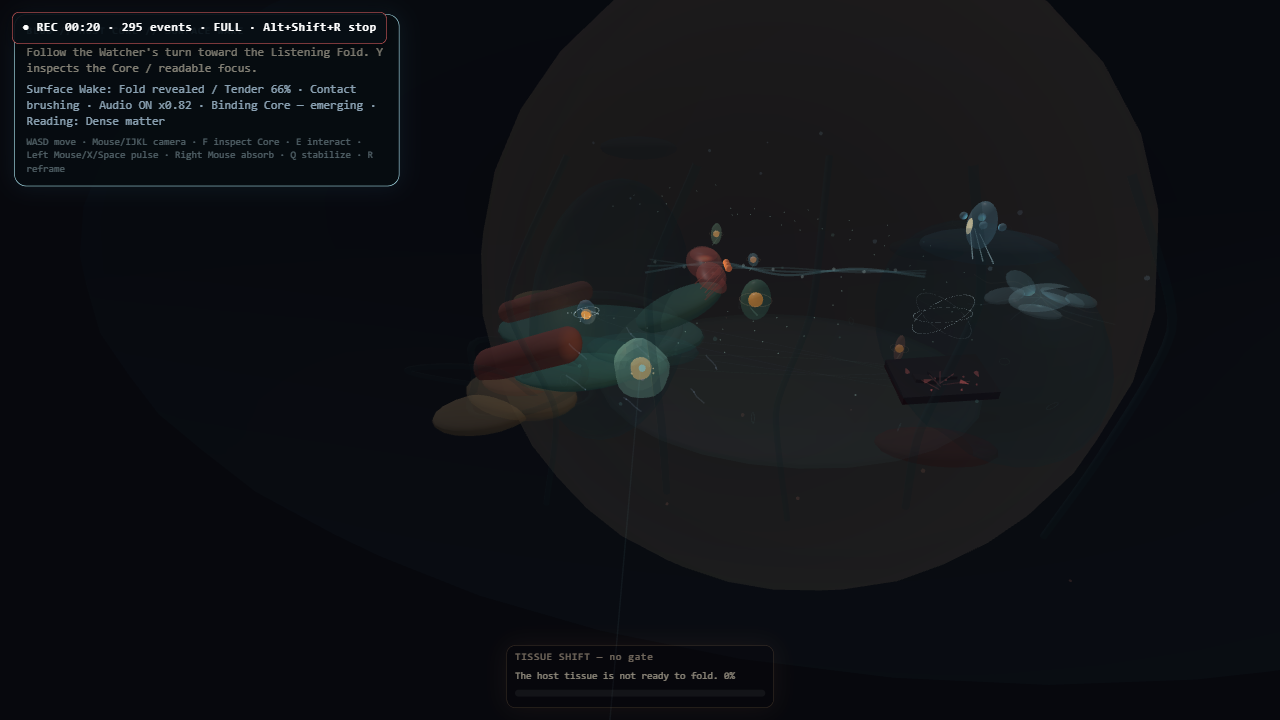 ● REC 00:20 · 295 events · FULL · Alt+Shift+R stop
Follow the Watcher's turn toward the Listening Fold. Y
inspects the Core / readable focus.
Surface Wake: Fold revealed / Tender 66% · Contact
brushing · Audio ON x0.82 · Binding Core — emerging ·
Reading: Dense matter
WASD move · Mouse/IJKL camera · F inspect Core · E interact ·
Left Mouse/X/Space pulse · Right Mouse absorb · Q stabilize · R
reframe
TISSUE SHIFT — no gate
The host tissue is not ready to fold. 0%